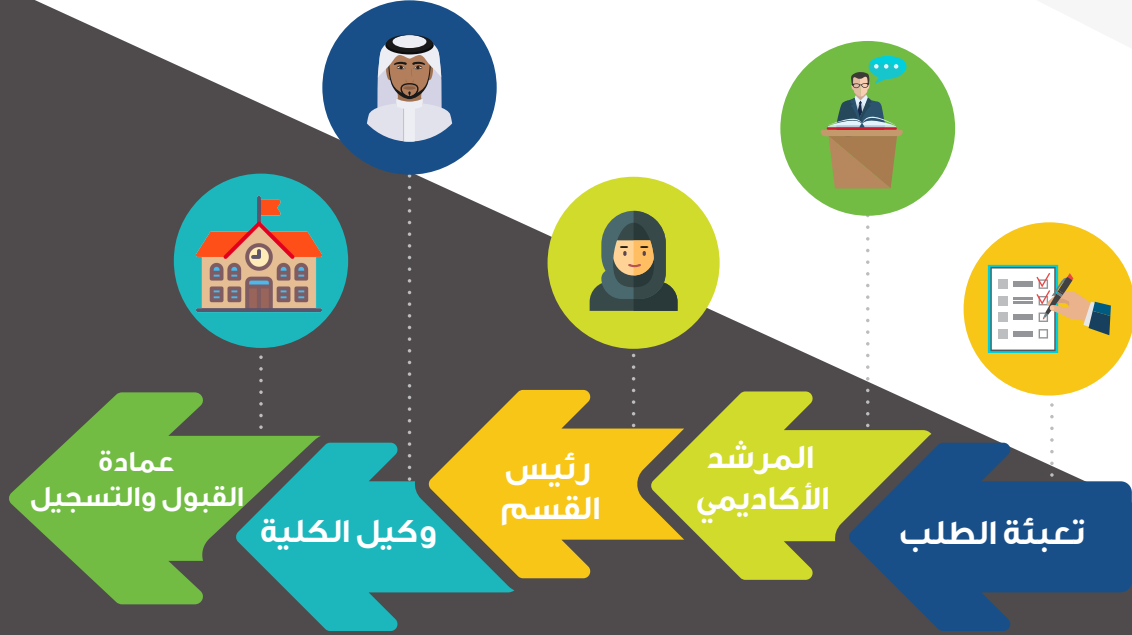 تعبئة الطلب
المرشد
الأكاديمي
رئيس
القسم
وكيل الكلية
عمادة
القبول والتسجيل